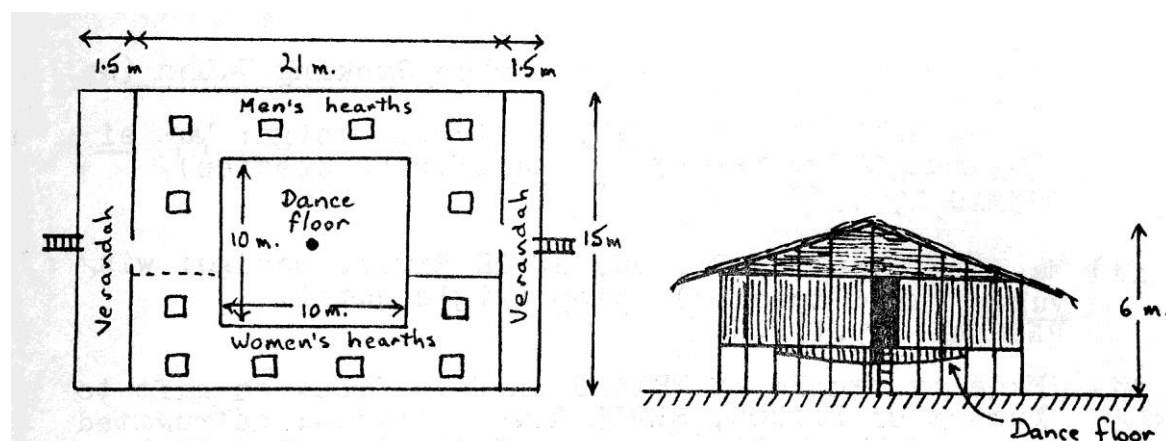 1.5 m
21 m.
1.5 m
Men's hearths
Verandah
Dance
floor
10 m.
10 m.
Women's hearths
Verandah
15m
6 m.
Dance floor